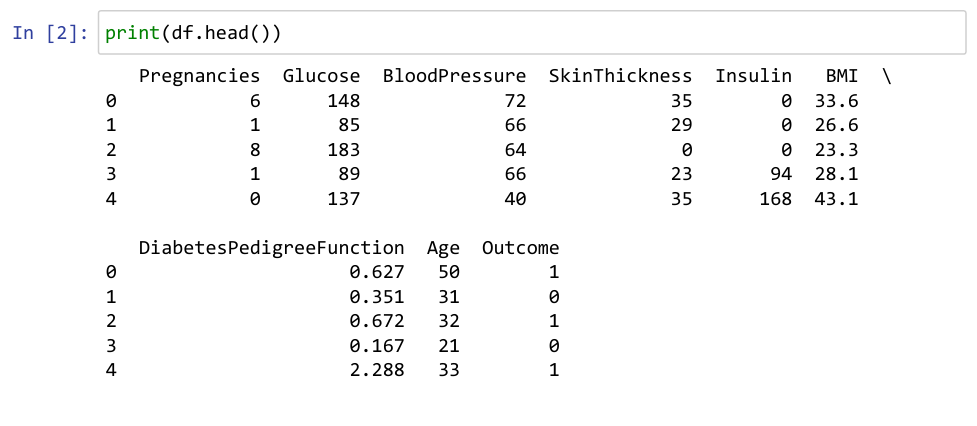 In [2]: print(df.head())
Pregnancies Glucose BloodPressure SkinThickness Insulin BMI \
0 6 148 72 35 0 33.6
1 1 85 66 29 0 26.6
2 8 183 64 0 0 23.3
3 1 89 66 23 94 28.1
4 0 137 40 35 168 43.1
DiabetesPedigreeFunction Age Outcome
0 0.627 50 1
1 0.351 31 0
2 0.672 32 1
3 0.167 21 0
4 2.288 33 1